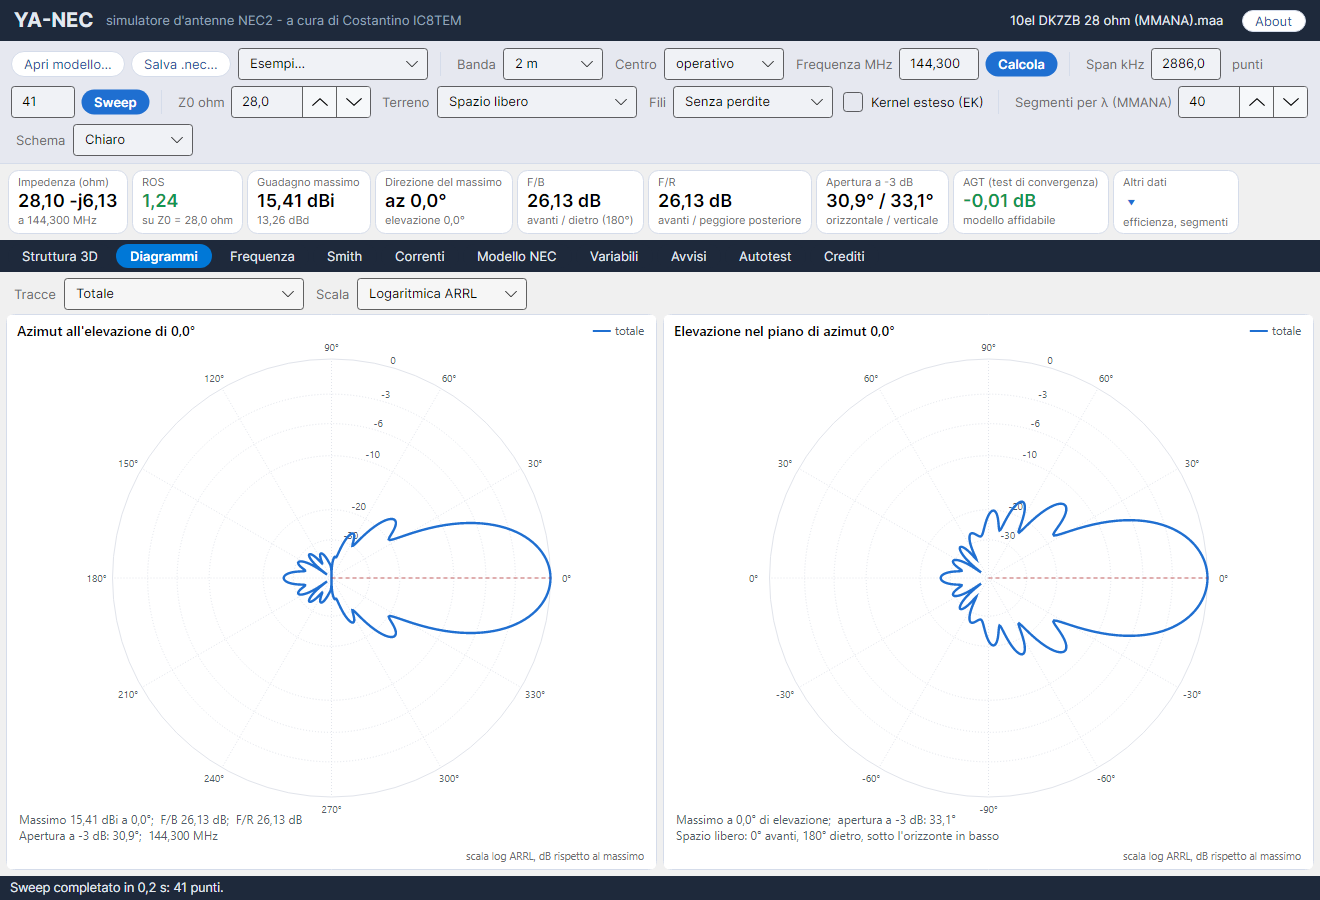 YA-NEC simulatore d'antenne NEC2 - a cura di Costantino IC8TEM 10el DK7ZB 28 ohm (MMANA).maa About
Apri modello... Salva .nec... Esempi... Banda 2 m Centro operativo Frequenza MHz 144,300 Calcola Span kHz 2886,0 punti
41 Sweep Z0 ohm 28,0 Terreno Spazio libero Fili Senza perdite Kernel esteso (EK) Segmenti per λ (MMANA) 40
Schema Chiaro
Impedenza (ohm) ROS Guadagno massimo Direzione del massimo F/B F/R Apertura a -3 dB AGT (test di convergenza) Altri dati
28,10 -j6,13 1,24 15,41 dBi az 0,0° 26,13 dB 26,13 dB 30,9° / 33,1° -0,01 dB
a 144,300 MHz su Z0 = 28,0 ohm 13,26 dBd elevazione 0,0° avanti / dietro (180°) avanti / peggiore posteriore orizzontale / verticale modello affidabile efficienza, segmenti
Struttura 3D Diagrammi Frequenza Smith Correnti Modello NEC Variabili Avvisi Autotest Crediti
Tracce Totale Scala Logaritmica ARRL
Azimut all'elevazione di 0,0° totale
90°
0
120° 60°
-3
-6
-10
150° 30°
-20
-30
180° 0°
210° 330°
240° 300°
270°
Massimo 15,41 dBi a 0,0°; F/B 26,13 dB; F/R 26,13 dB
Apertura a -3 dB: 30,9°; 144,300 MHz
scala log ARRL, dB rispetto al massimo
Elevazione nel piano di azimut 0,0° totale
90°
0
60° 60°
-3
-6
-10
30° 30°
-20
-30
0° 0°
-30° -30°
-60° -60°
-90°
Massimo a 0,0° di elevazione; apertura a -3 dB: 33,1°
Spazio libero: 0° avanti, 180° dietro, sotto l'orizzonte in basso
scala log ARRL, dB rispetto al massimo
Sweep completato in 0,2 s: 41 punti.